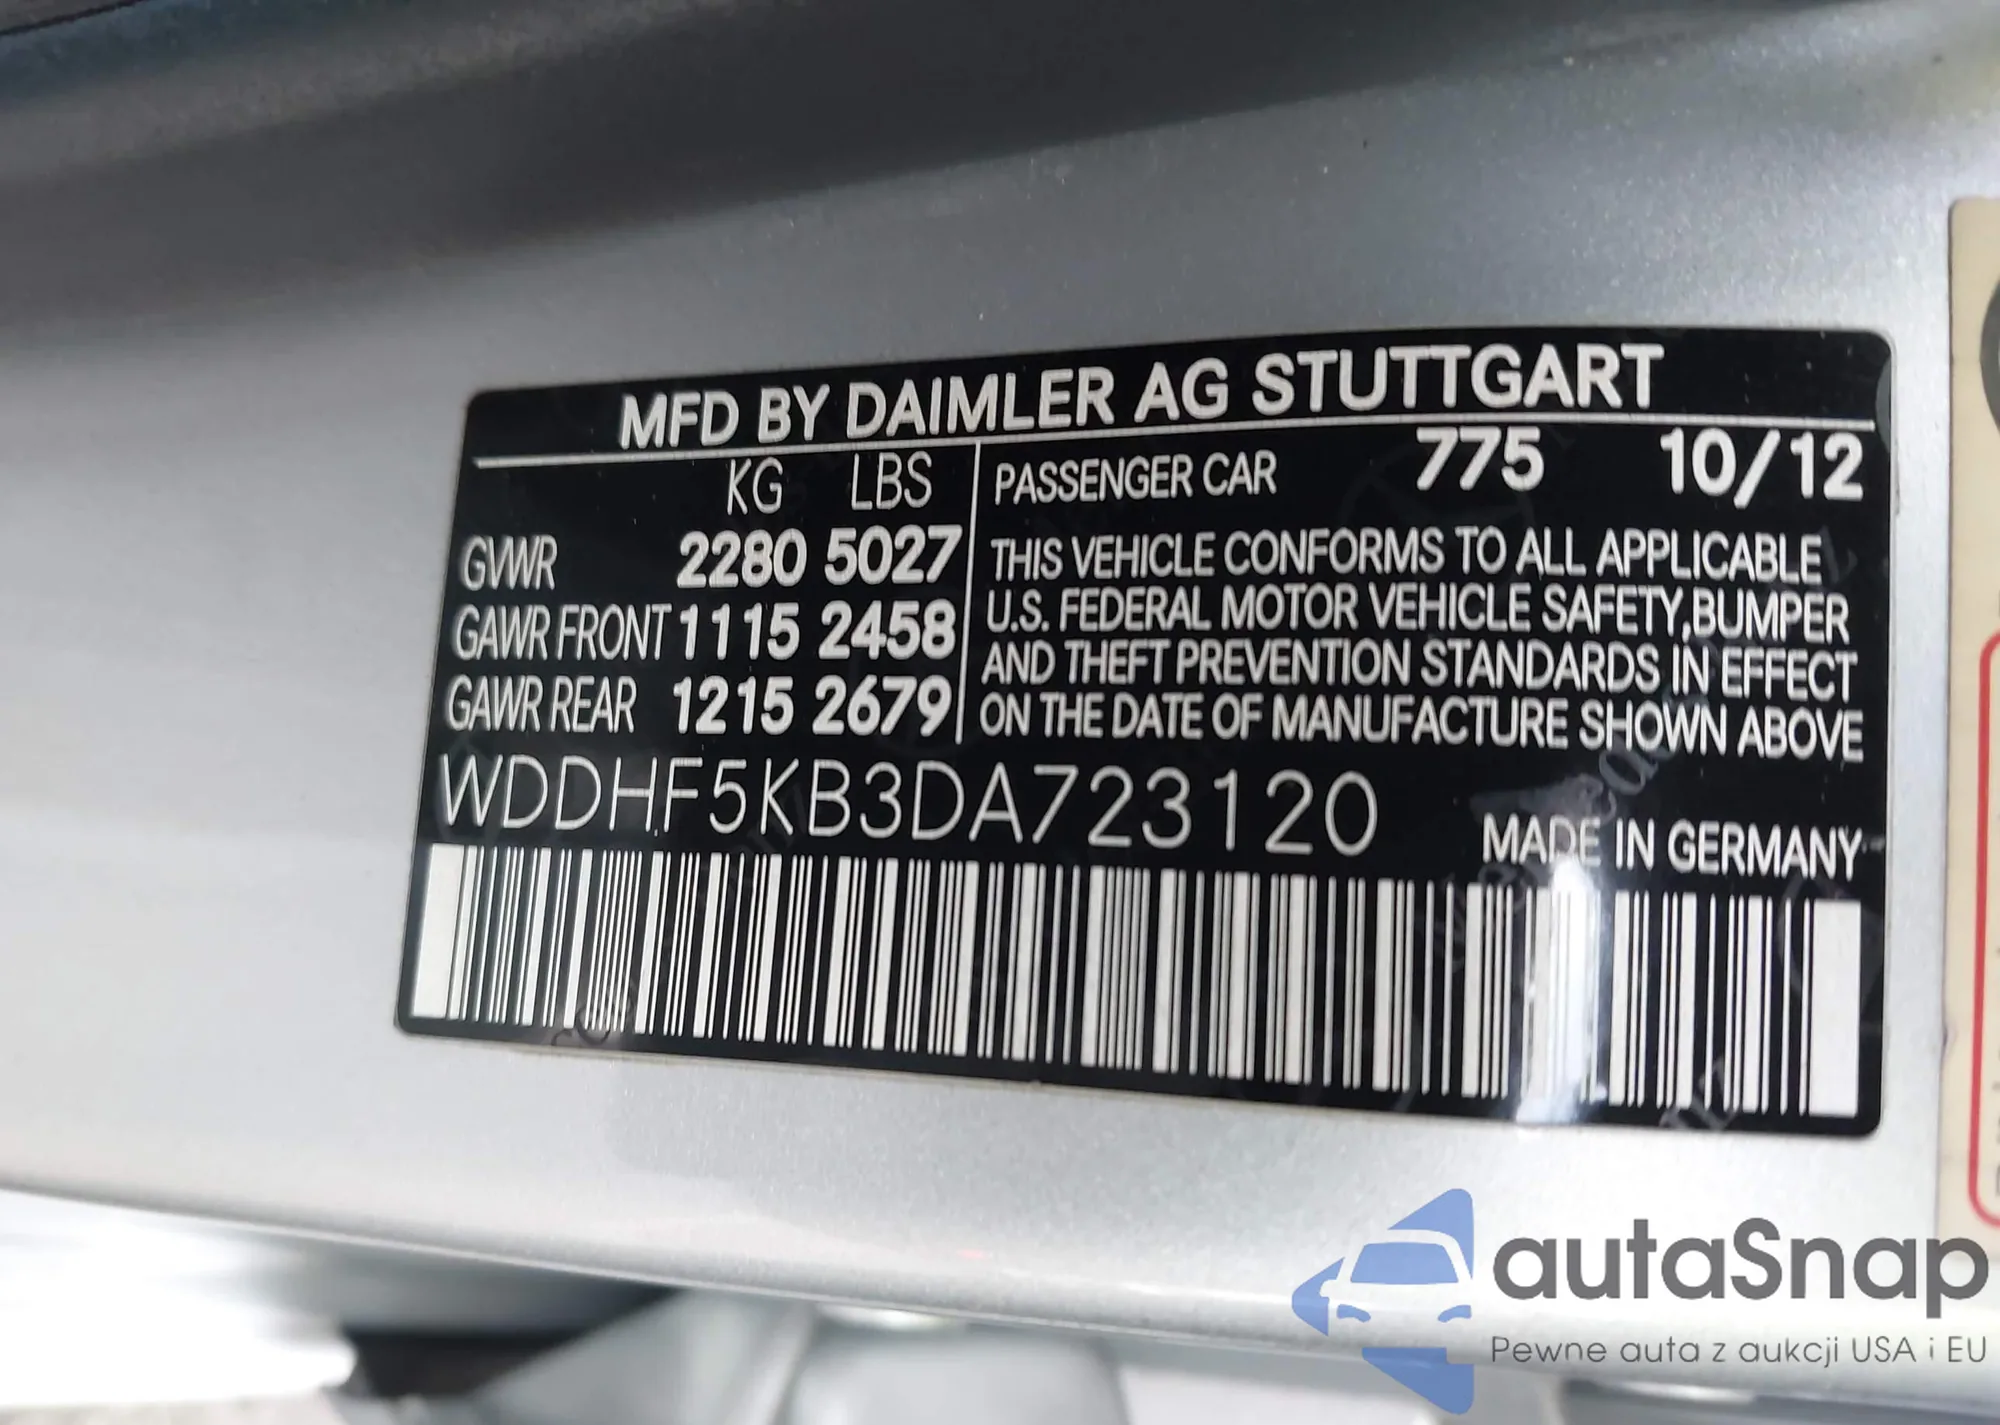 MFD BY DAIMLER AG STUTTGART
KG LBS
GVWR 2280 5027
GAWR FRONT 1115 2458
GAWR REAR 1215 2679
PASSENGER CAR 775 10/12
THIS VEHICLE CONFORMS TO ALL APPLICABLE
U.S. FEDERAL MOTOR VEHICLE SAFETY,BUMPER
AND THEFT PREVENTION STANDARDS IN EFFECT
ON THE DATE OF MANUFACTURE SHOWN ABOVE
WDDHF5KB3DA723120
MADE IN GERMANY
autaSnap
Pewne auta z aukcji USA i EU